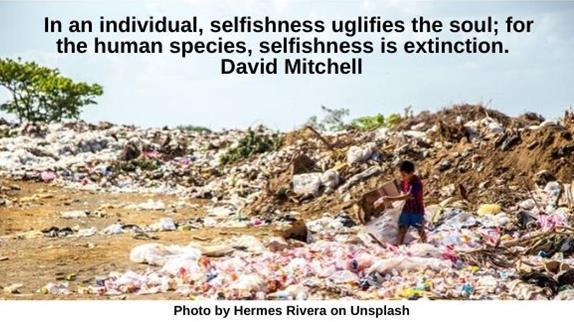 In an individual, selfishness uglifies the soul; for
the human species, selfishness is extinction.
David Mitchell
Photo by Hermes Rivera on Unsplash